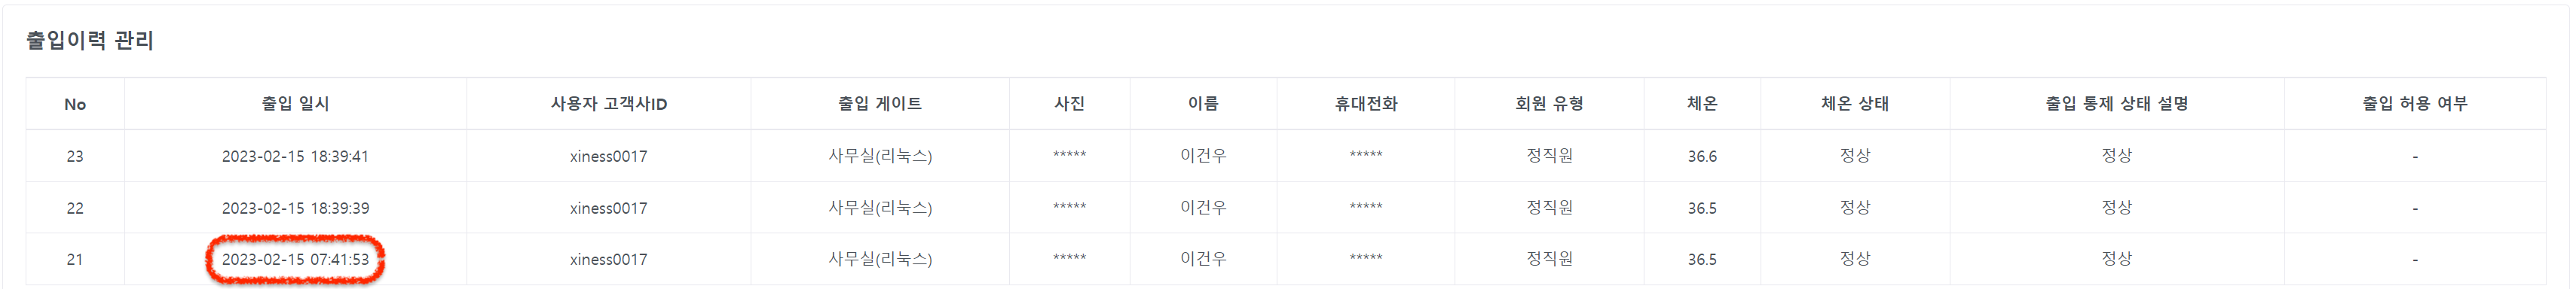 출입이력 관리
No 출입 일시 사용자 고객사ID 출입 게이트 사진 이름 휴대전화 회원 유형 체온 체온 상태 출입 통제 상태 설명 출입 허용 여부
23 2023-02-15 18:39:41 xiness0017 사무실(리눅스) ***** 이건우 ***** 정직원 36.6 정상 정상 -
22 2023-02-15 18:39:39 xiness0017 사무실(리눅스) ***** 이건우 ***** 정직원 36.5 정상 정상 -
21 2023-02-15 07:41:53 xiness0017 사무실(리눅스) ***** 이건우 ***** 정직원 36.5 정상 정상 -